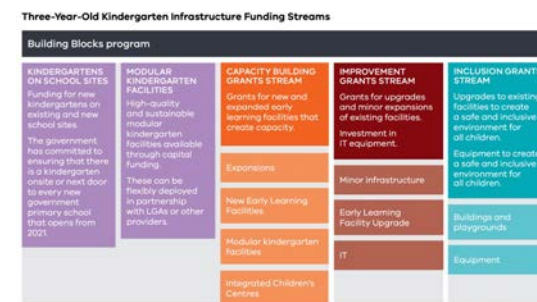 Three-Year-Old Kindergarten Infrastructure Funding Streams
Building Blocks program
KINDERGARTENS
ON SCHOOL SITES
Funding for new
kindergartens on
existing and new
school sites
The government
has committed to
ensuring that there
is a kindergarten
onsite or next door
to every new
government
primary school
that opens from
2021.
MODULAR
KINDERGARTEN
FACILITIES
High-quality
and sustainable
modular
kindergarten
facilities available
through capital
funding.
These can be
flexibly deployed
in partnership
with LGAs or other
providers.
CAPACITY BUILDING
GRANTS STREAM
Grants for new and
expanded early
learning facilities that
create capacity.
Expansions
New Early Learning
Facilities
Modular kindergarten
facilities
Integrated Children's
Centres
IMPROVEMENT
GRANTS STREAM
Grants for upgrades
and minor expansions
of existing facilities.
Investment in
IT equipment.
Minor infrastructure
Early Learning
Facility Upgrade
IT
INCLUSION GRANT
STREAM
Upgrades to existing
facilities to create
a safe and inclusive
environment for
all children.
Equipment to create
a safe and inclusive
environment for
all children.
Buildings and
playgrounds
Equipment